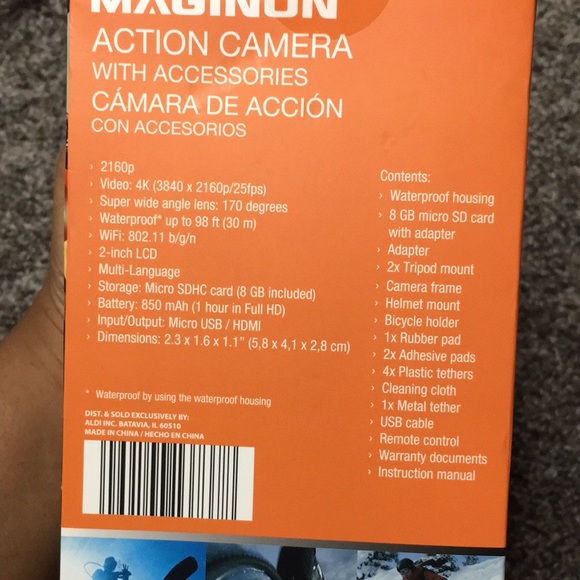 MAGINON
ACTION CAMERA
WITH ACCESSORIES
CÁMARA DE ACCIÓN
CON ACCESORIOS
› 2160p
› Video: 4K (3840 x 2160p/25fps)
› Super wide angle lens: 170 degrees
› Waterproof* up to 98 ft (30 m)
› WiFi: 802.11 b/g/n
› 2-inch LCD
› Multi-Language
› Storage: Micro SDHC card (8 GB included)
› Battery: 850 mAh (1 hour in Full HD)
› Input/Output: Micro USB / HDMI
› Dimensions: 2.3 x 1.6 x 1.1" (5,8 x 4,1 x 2,8 cm)
* Waterproof by using the waterproof housing
DIST. & SOLD EXCLUSIVELY BY:
ALDI INC. BATAVIA, IL 60510
MADE IN CHINA / HECHO EN CHINA
Contents:
› Waterproof housing
› 8 GB micro SD card
with adapter
› Adapter
› 2x Tripod mount
› Camera frame
› Helmet mount
› Bicycle holder
› 1x Rubber pad
› 2x Adhesive pads
› 4x Plastic tethers
› Cleaning cloth
› 1x Metal tether
› USB cable
› Remote control
› Warranty documents
› Instruction manual